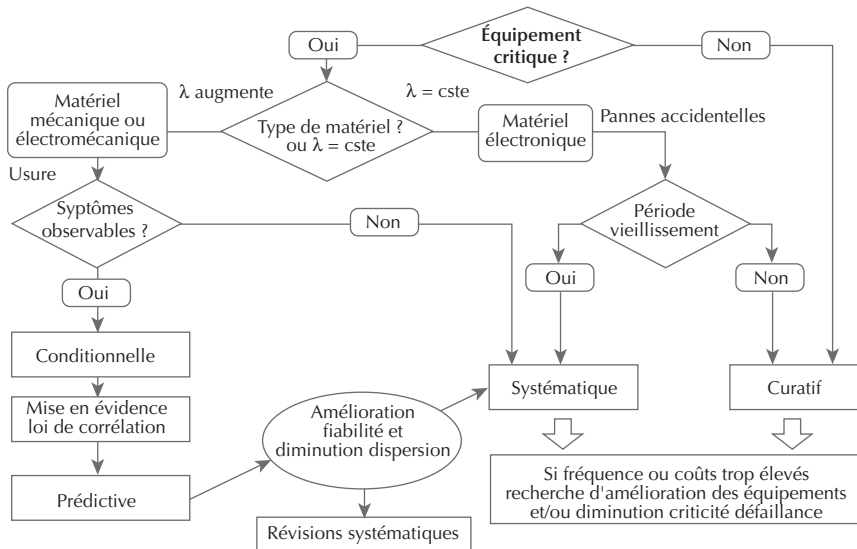 Équipement
critique ?
Oui
Non
λ augmente
λ = cste
Matériel
mécanique ou
électromécanique
Type de matériel ?
ou λ = cste
Matériel
électronique
Pannes accidentelles
Usure
Syptômes
observables ?
Non
Période
vieillissement
Oui
Oui
Non
Conditionnelle
Mise en évidence
loi de corrélation
Prédictive
Amélioration
fiabilité et
diminution dispersion
Révisions systématiques
Systématique
Curatif
Si fréquence ou coûts trop élevés
recherche d'amélioration des équipements
et/ou diminution criticité défaillance